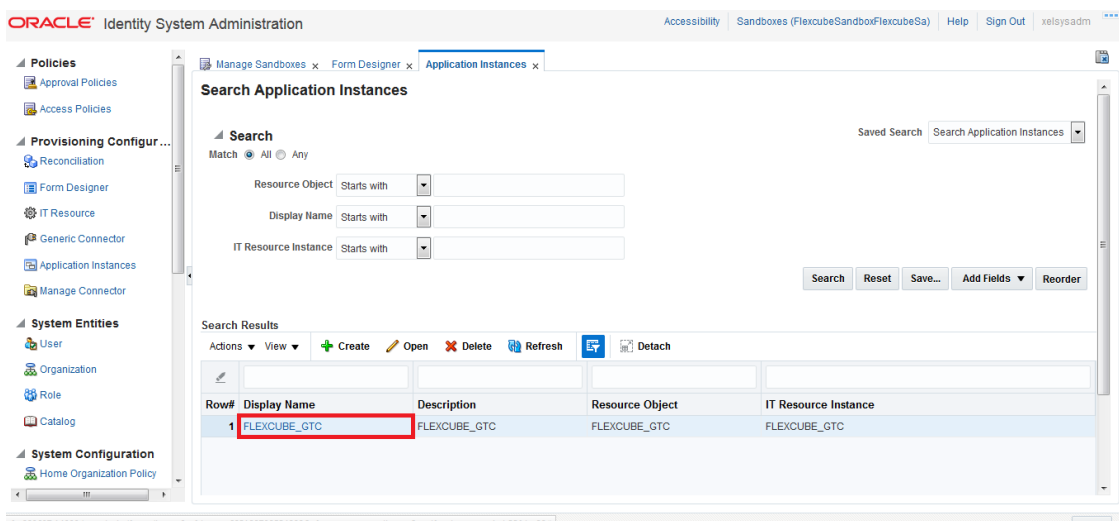 ORACLE® Identity System Administration
Accessibility Sandboxes (FlexcubeSandboxFlexcubeSa) Help Sign Out xelsysadm
Policies
Approval Policies
Access Policies
Provisioning Configur...
Reconciliation
Form Designer
IT Resource
Generic Connector
Application Instances
Manage Connector
System Entities
User
Organization
Role
Catalog
System Configuration
Home Organization Policy
Manage Sandboxes x Form Designer x Application Instances x
Search Application Instances
Search
Saved Search Search Application Instances
Match All Any
Resource Object Starts with
Display Name Starts with
IT Resource Instance Starts with
Search Reset Save... Add Fields Reorder
Search Results
Actions View Create Open Delete Refresh Detach
Row# Display Name Description Resource Object IT Resource Instance
1 FLEXCUBE_GTC FLEXCUBE_GTC FLEXCUBE_GTC FLEXCUBE_GTC